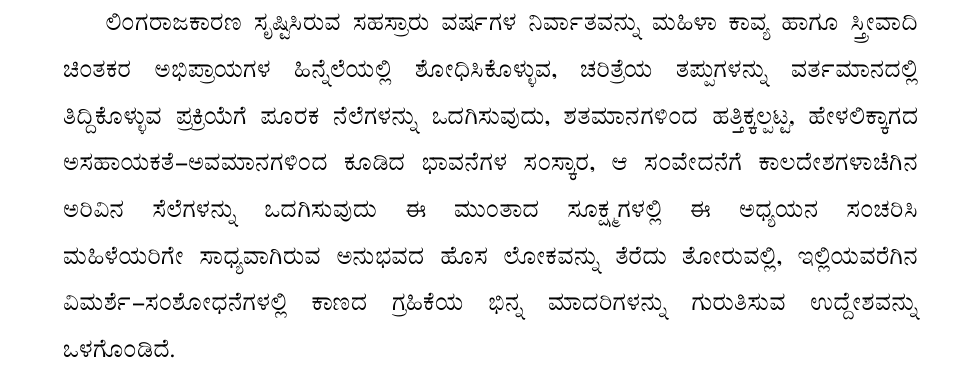 ಲಿಂಗರಾಜಕಾರಣ ಸೃಷ್ಟಿಸಿರುವ ಸಹಸ್ರಾರು ವರ್ಷಗಳ ನಿರ್ವಾತವನ್ನು ಮಹಿಳಾ ಕಾವ್ಯ ಹಾಗೂ ಸ್ತ್ರೀವಾದಿ
ಚಿಂತಕರ ಅಭಿಪ್ರಾಯಗಳ ಹಿನ್ನೆಲೆಯಲ್ಲಿ ಶೋಧಿಸಿಕೊಳ್ಳುವ, ಚರಿತ್ರೆಯ ತಪ್ಪುಗಳನ್ನು ವರ್ತಮಾನದಲ್ಲಿ
ತಿದ್ದಿಕೊಳ್ಳುವ ಪ್ರಕ್ರಿಯೆಗೆ ಪೂರಕ ನೆಲೆಗಳನ್ನು ಒದಗಿಸುವುದು, ಶತಮಾನಗಳಿಂದ ಹತ್ತಿಕ್ಕಲ್ಪಟ್ಟ, ಹೇಳಲಿಕ್ಕಾಗದ
ಅಸಹಾಯಕತೆ–ಅವಮಾನಗಳಿಂದ ಕೂಡಿದ ಭಾವನೆಗಳ ಸಂಸ್ಕಾರ, ಆ ಸಂವೇದನೆಗೆ ಕಾಲದೇಶಗಳಾಚೆಗಿನ
ಅರಿವಿನ ಸೆಲೆಗಳನ್ನು ಒದಗಿಸುವುದು ಈ ಮುಂತಾದ ಸೂಕ್ಷ್ಮಗಳಲ್ಲಿ ಈ ಅಧ್ಯಯನ ಸಂಚರಿಸಿ
ಮಹಿಳೆಯರಿಗೇ ಸಾಧ್ಯವಾಗಿರುವ ಅನುಭವದ ಹೊಸ ಲೋಕವನ್ನು ತೆರೆದು ತೋರುವಲ್ಲಿ, ಇಲ್ಲಿಯವರೆಗಿನ
ವಿಮರ್ಶೆ–ಸಂಶೋಧನೆಗಳಲ್ಲಿ ಕಾಣದ ಗ್ರಹಿಕೆಯ ಭಿನ್ನ ಮಾದರಿಗಳನ್ನು ಗುರುತಿಸುವ ಉದ್ದೇಶವನ್ನು
ಒಳಗೊಂಡಿದೆ.